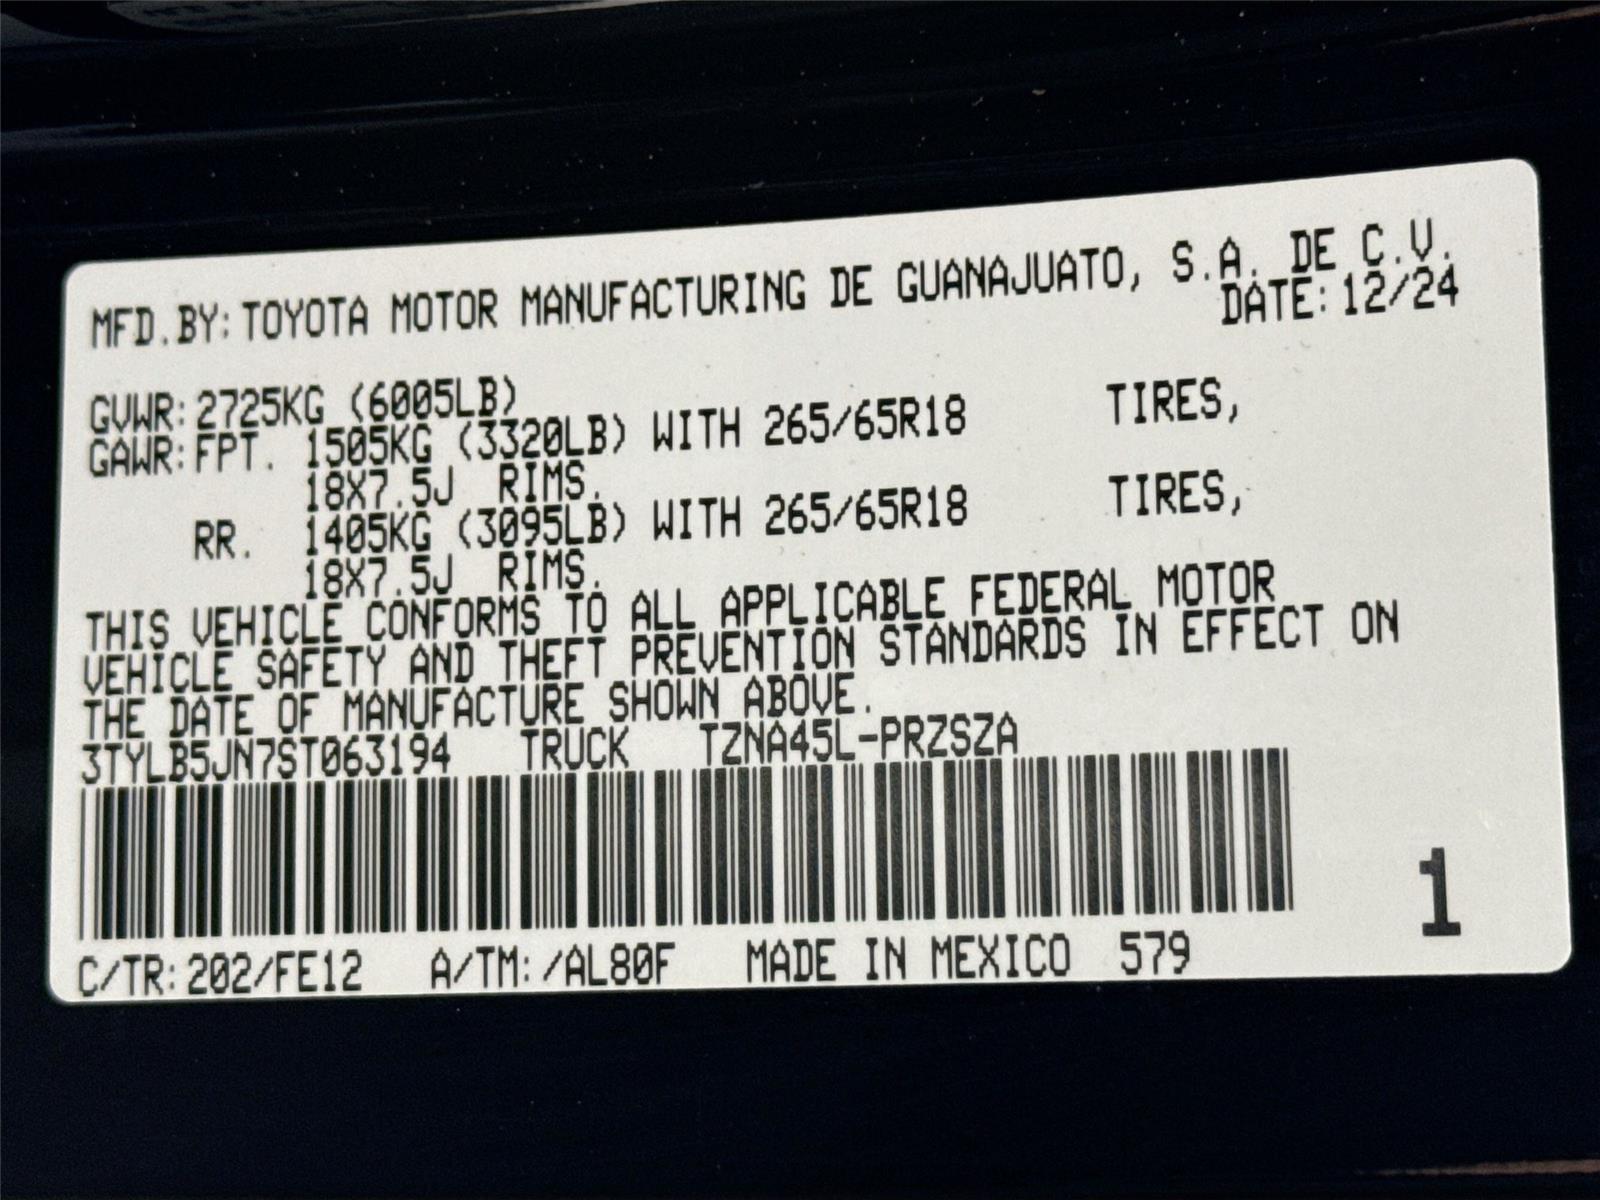 MFD.BY:TOYOTA MOTOR MANUFACTURING DE GUANAJUATO, S.A. DE C.V.
DATE:12/24
GVWR:2725KG (6005LB)
GAWR:FPT. 1505KG (3320LB) WITH 265/65R18 TIRES,
18X7.5J RIMS.
RR. 1405KG (3095LB) WITH 265/65R18 TIRES,
18X7.5J RIMS.
THIS VEHICLE CONFORMS TO ALL APPLICABLE FEDERAL MOTOR
VEHICLE SAFETY AND THEFT PREVENTION STANDARDS IN EFFECT ON
THE DATE OF MANUFACTURE SHOWN ABOVE.
3TYLB5JN7ST063194 TRUCK TZNA45L-PRZSZA
1
C/TR:202/FE12 A/TM:/AL80F MADE IN MEXICO 579